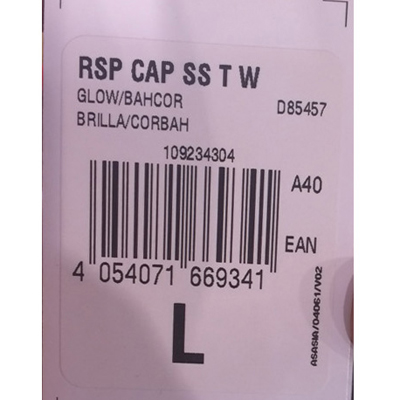 RSP CAP SS T W
GLOW/BAHCOR
BRILLA/CORBAH
D85457
109234304
A40
EAN
4 054071 669341
L
ASASIA/04061/V02